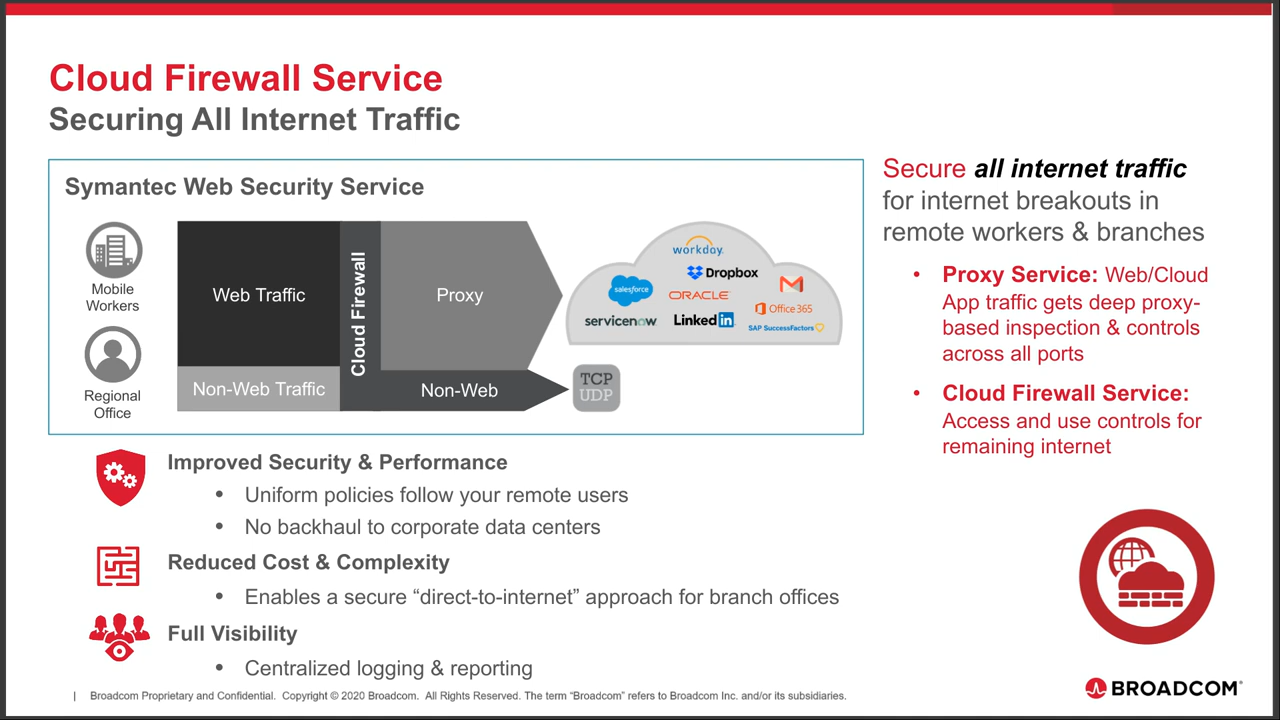 Cloud Firewall Service
Securing All Internet Traffic
Symantec Web Security Service
Mobile
Workers
Regional
Office
Web Traffic
Non-Web Traffic
Cloud Firewall
Proxy
Non-Web
workday.
Dropbox
salesforce
ORACLE
Office 365
servicenow
Linked in
SAP SuccessFactors
TCP
UDP
Secure all internet traffic
for internet breakouts in
remote workers & branches
• Proxy Service: Web/Cloud
App traffic gets deep proxy-
based inspection & controls
across all ports
• Cloud Firewall Service:
Access and use controls for
remaining internet
Improved Security & Performance
• Uniform policies follow your remote users
• No backhaul to corporate data centers
Reduced Cost & Complexity
• Enables a secure “direct-to-internet” approach for branch offices
Full Visibility
• Centralized logging & reporting
| Broadcom Proprietary and Confidential. Copyright © 2020 Broadcom. All Rights Reserved. The term “Broadcom” refers to Broadcom Inc. and/or its subsidiaries.
BROADCOM®